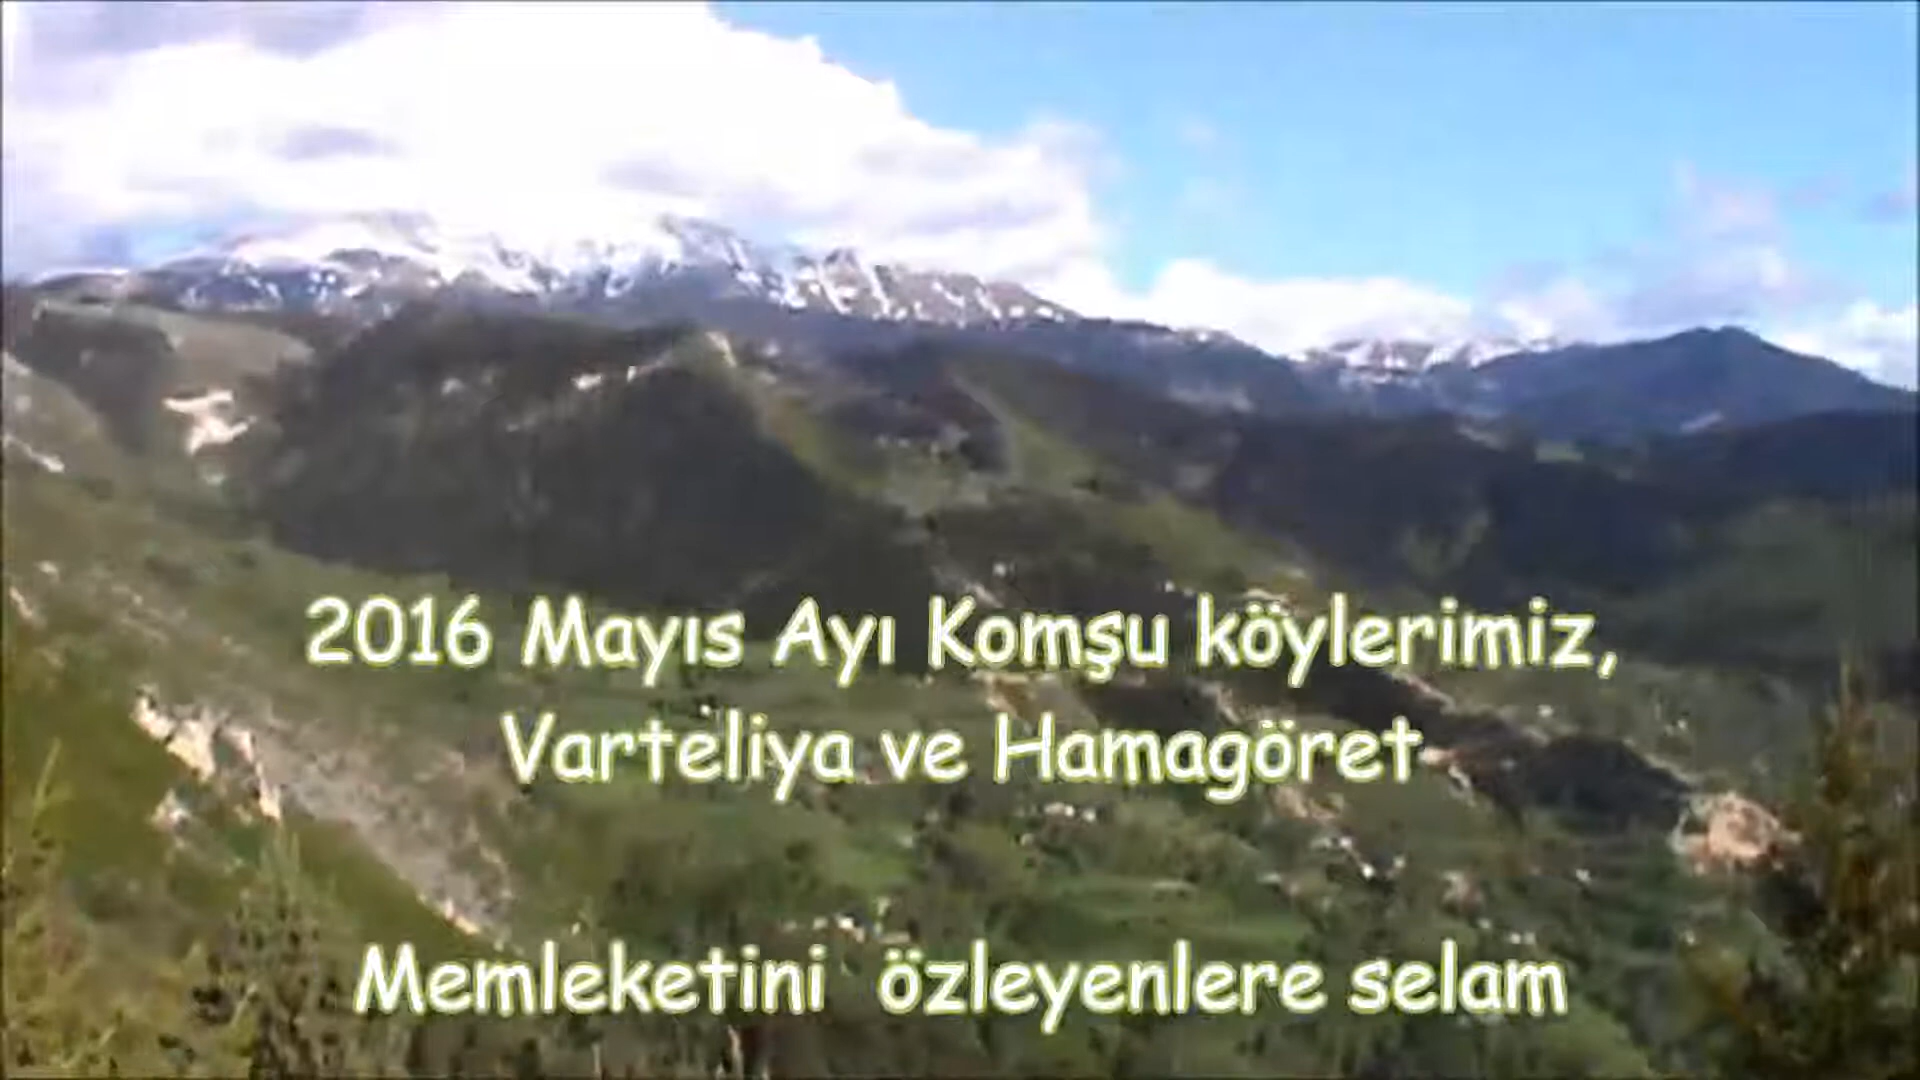 2016 Mayıs Ayı Komşu köylerimiz,
Varteliya ve Hamagöret
Memleketini özleyenlere selam